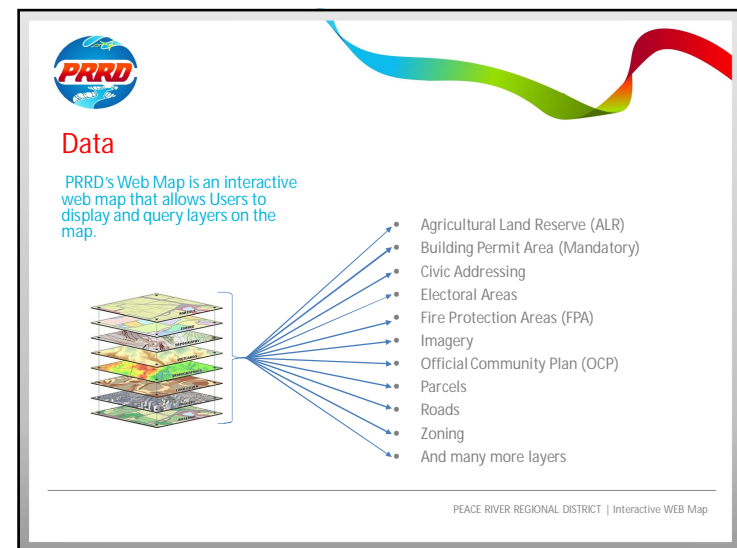 PRRD
Data
PRRD's Web Map is an interactive
web map that allows Users to
display and query layers on the
map.
• Agricultural Land Reserve (ALR)
• Building Permit Area (Mandatory)
• Civic Addressing
• Electoral Areas
• Fire Protection Areas (FPA)
• Imagery
• Official Community Plan (OCP)
• Parcels
• Roads
• Zoning
• And many more layers
PEACE RIVER REGIONAL DISTRICT | Interactive WEB Map